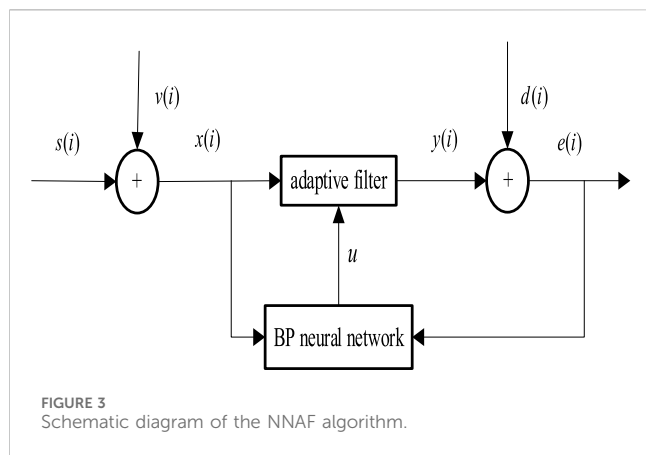 v(i)
d(i)
s(i)
x(i)
y(i)
e(i)
+
adaptive filter
+
u
BP neural network
FIGURE 3
Schematic diagram of the NNAF algorithm.